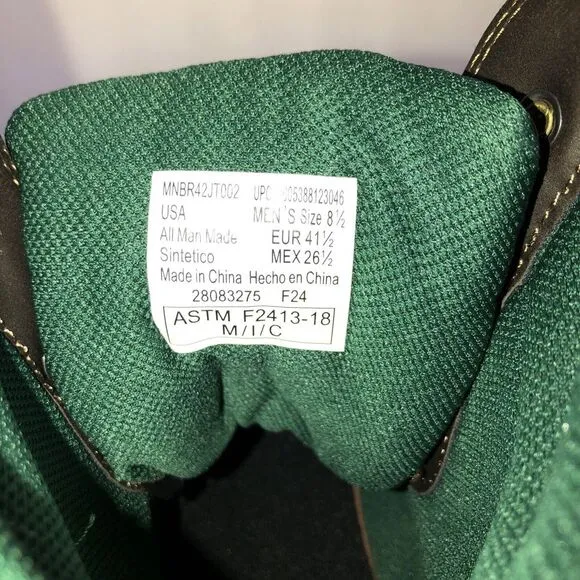 MNBR42JT002 UPC
USA MEN'S Size 8½
All Man Made EUR 41½
Sintetico MEX 26½
Made in China Hecho en China
28083275 F24
ASTM F2413-18
M/I/C